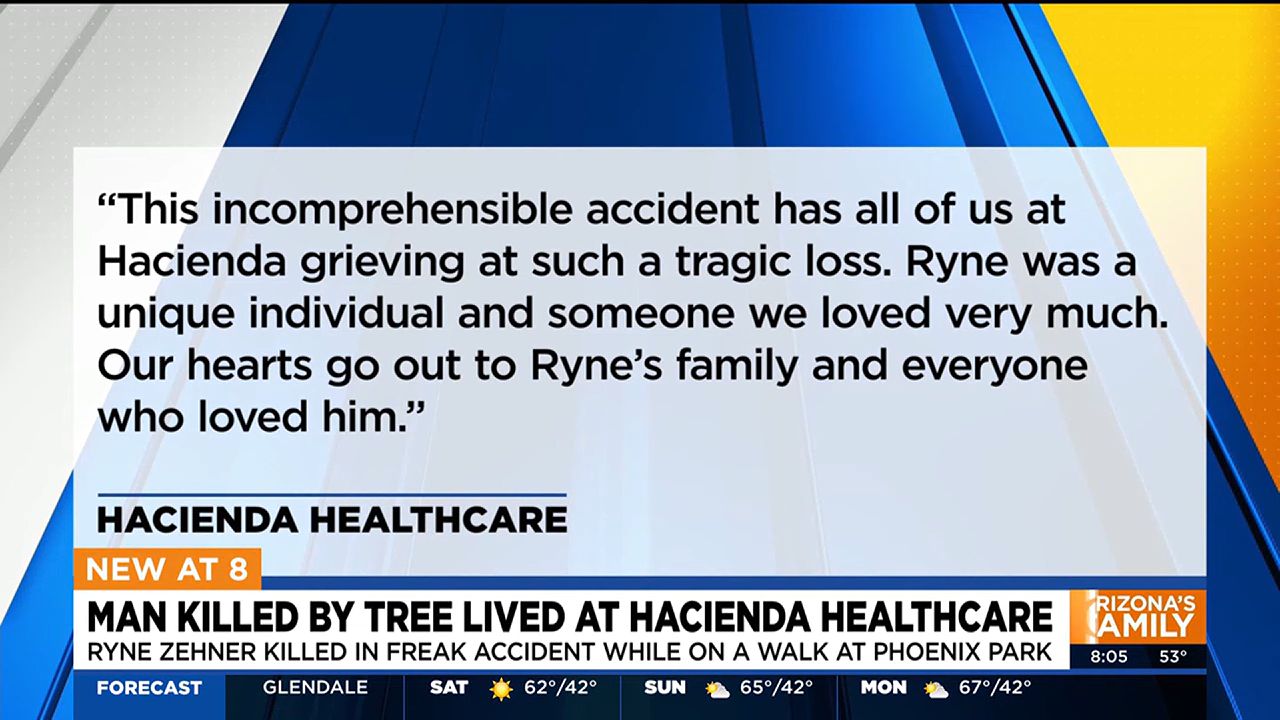 “This incomprehensible accident has all of us at
Hacienda grieving at such a tragic loss. Ryne was a
unique individual and someone we loved very much.
Our hearts go out to Ryne’s family and everyone
who loved him.”
HACIENDA HEALTHCARE
NEW AT 8
MAN KILLED BY TREE LIVED AT HACIENDA HEALTHCARE
RYNE ZEHNER KILLED IN FREAK ACCIDENT WHILE ON A WALK AT PHOENIX PARK
RIZONA’S
AMILY
8:05 53°
FORECAST GLENDALE SAT 62°/42° SUN 65°/42° MON 67°/42°